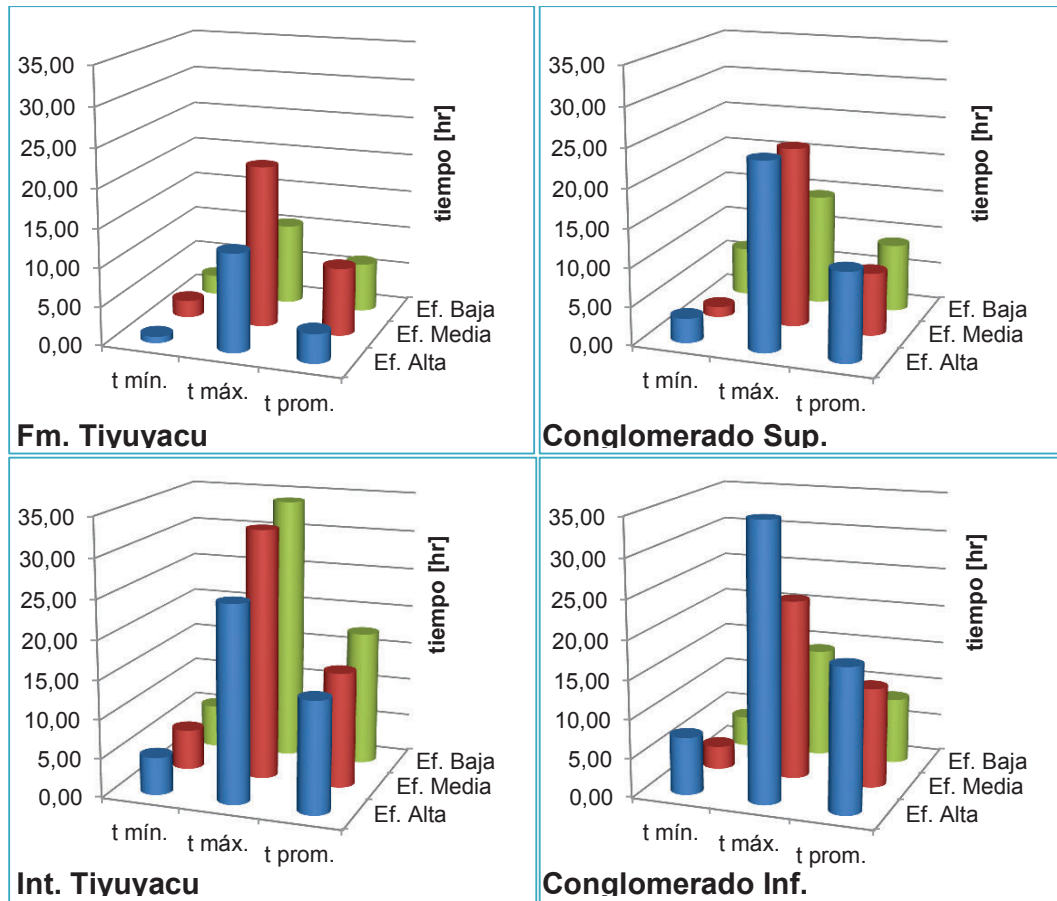 35,00
30,00
25,00
20,00
15,00
10,00
5,00
0,00
tiempo [hr]
Ef. Baja
Ef. Media
Ef. Alta
t mín.
t máx.
t prom.
Fm. Tiyuyacu
35,00
30,00
25,00
20,00
15,00
10,00
5,00
0,00
tiempo [hr]
Ef. Baja
Ef. Media
Ef. Alta
t mín.
t máx.
t prom.
Conglomerado Sup.
35,00
30,00
25,00
20,00
15,00
10,00
5,00
0,00
tiempo [hr]
Ef. Baja
Ef. Media
Ef. Alta
t mín.
t máx.
t prom.
Int. Tiyuyacu
35,00
30,00
25,00
20,00
15,00
10,00
5,00
0,00
tiempo [hr]
Ef. Baja
Ef. Media
Ef. Alta
t mín.
t máx.
t prom.
Conglomerado Inf.